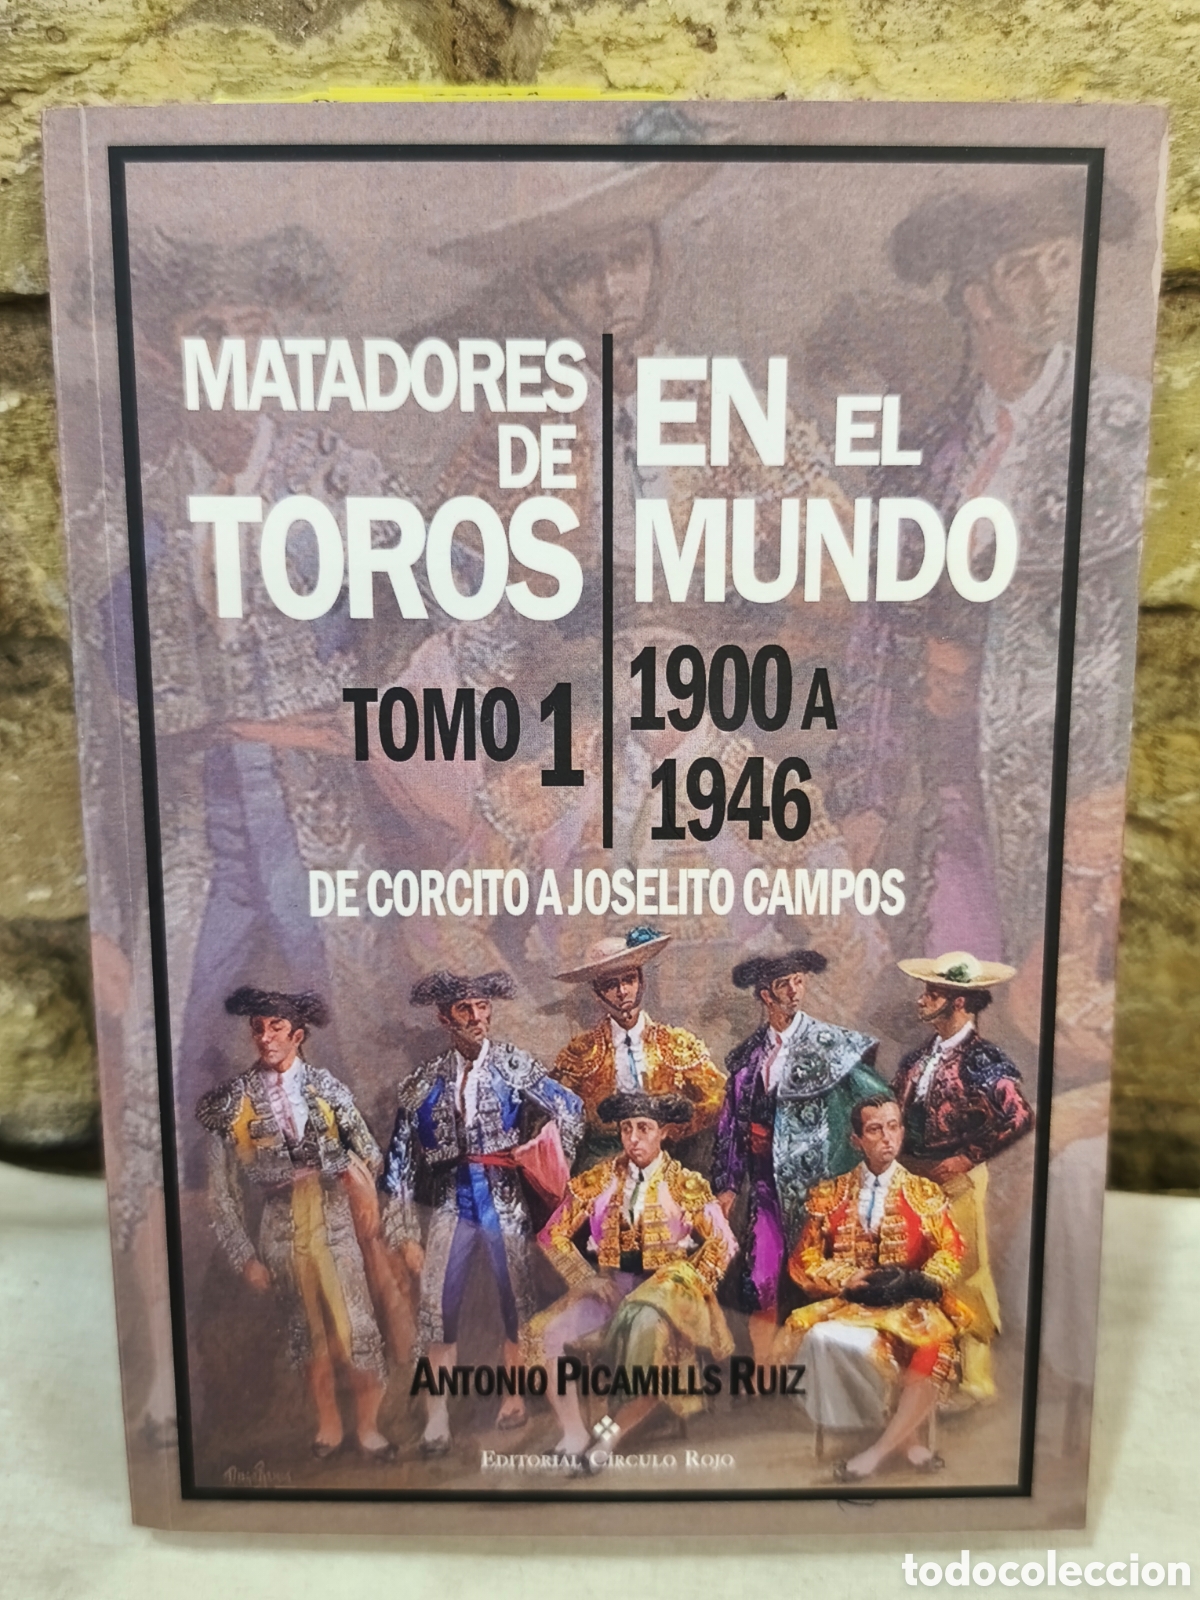 MATADORES
DE
TOROS
EN EL
MUNDO
TOMO 1
1900 A
1946
DE CORCITO A JOSELITO CAMPOS
ANTONIO PICAMILLS RUIZ
EDITORIAL CÍRCULO ROJO
todocoleccion